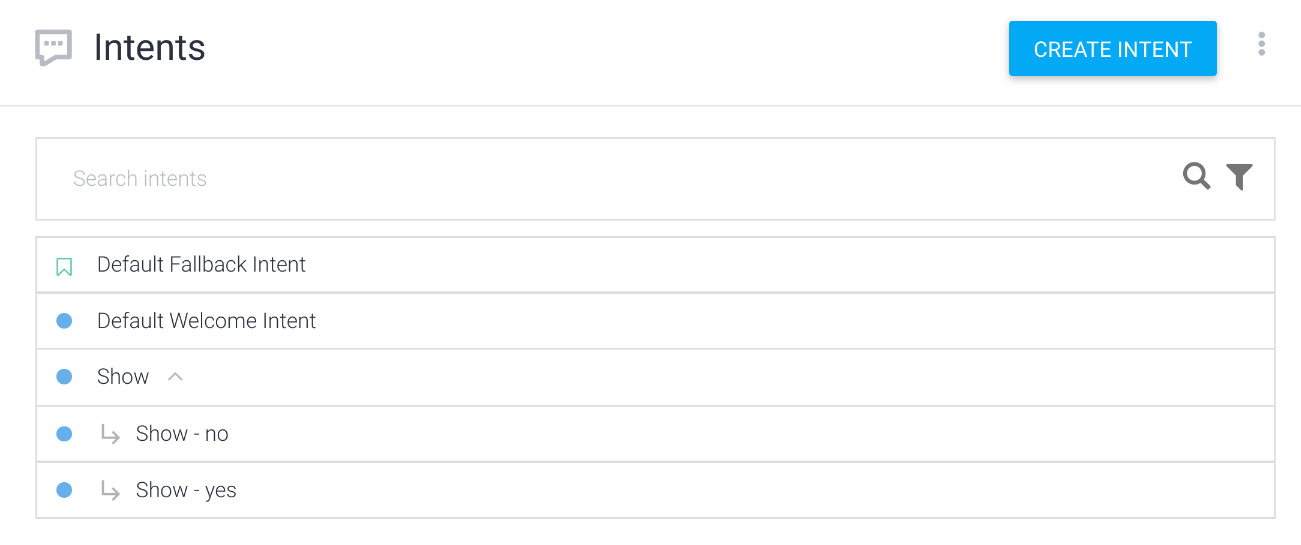 Intents
CREATE INTENT
Search intents
Default Fallback Intent
Default Welcome Intent
Show
Show - no
Show - yes